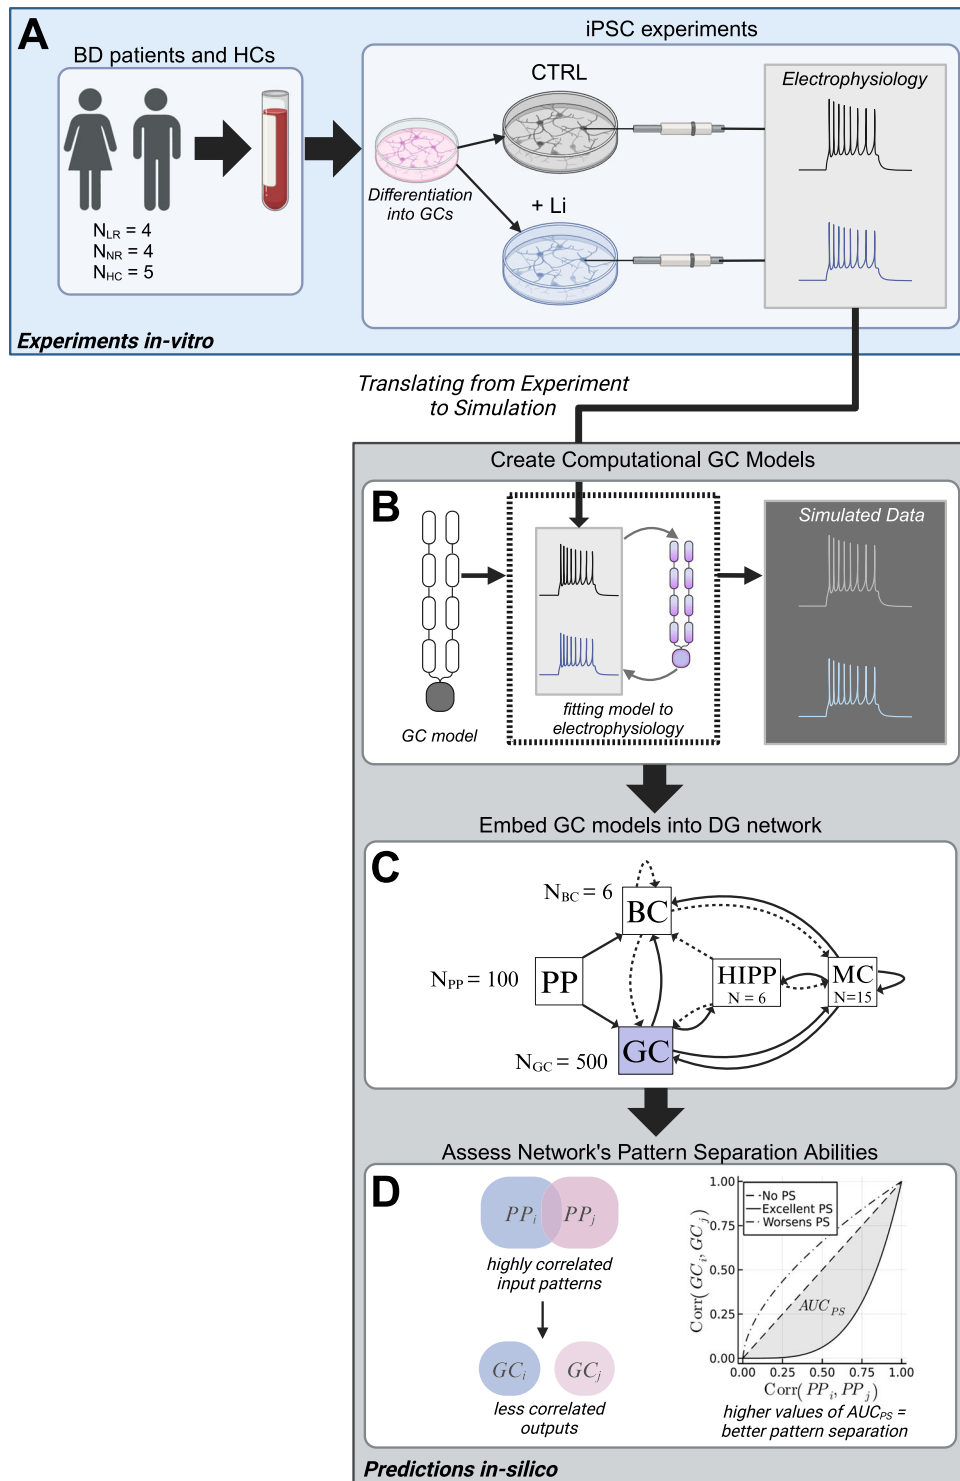 A
BD patients and HCs
N_LR = 4
N_NR = 4
N_HC = 5
iPSC experiments
CTRL
Differentiation
into GCs
+ Li
Electrophysiology
Experiments in-vitro
Translating from Experiment
to Simulation
Create Computational GC Models
B
GC model
fitting model to
electrophysiology
Simulated Data
Embed GC models into DG network
C
N_BC = 6
BC
N_PP = 100
PP
HIPP
N = 6
MC
N=15
N_GC = 500
GC
Assess Network's Pattern Separation Abilities
D
PP_i
PP_j
highly correlated
input patterns
GC_i
GC_j
less correlated
outputs
No PS
Excellent PS
Worsens PS
1.00
0.75
0.50
0.25
0.00
Corr(GC_i, GC_j)
AUC_PS
0.00
0.25
0.50
0.75
1.00
Corr(PP_i, PP_j)
higher values of AUC_PS =
better pattern separation
Predictions in-silico